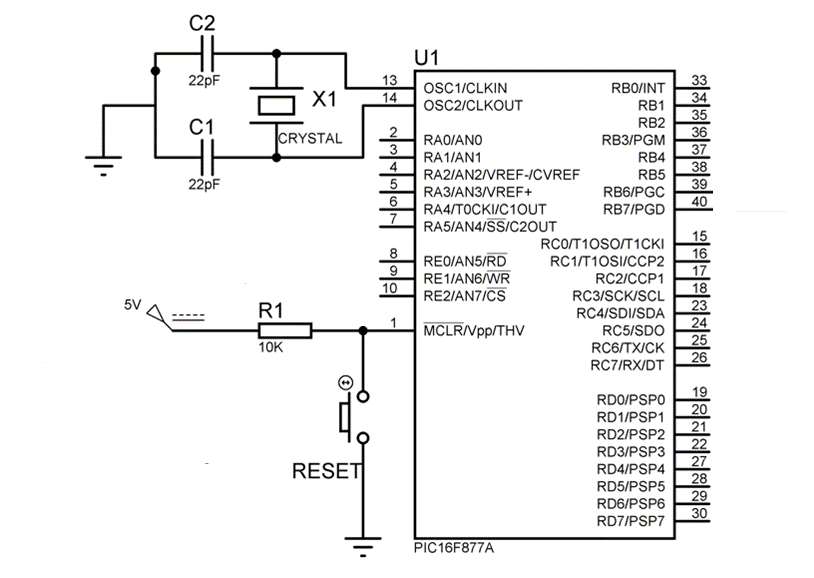 C2
22pF
X1
CRYSTAL
C1
22pF
5V
R1
10K
RESET
U1
13 OSC1/CLKIN
14 OSC2/CLKOUT
2 RA0/AN0
3 RA1/AN1
4 RA2/AN2/VREF-/CVREF
5 RA3/AN3/VREF+
6 RA4/T0CKI/C1OUT
7 RA5/AN4/SS/C2OUT
8 RE0/AN5/RD
9 RE1/AN6/WR
10 RE2/AN7/CS
1 MCLR/Vpp/THV
RB0/INT 33
RB1 34
RB2 35
RB3/PGM 36
RB4 37
RB5 38
RB6/PGC 39
RB7/PGD 40
RC0/T1OSO/T1CKI 15
RC1/T1OSI/CCP2 16
RC2/CCP1 17
RC3/SCK/SCL 18
RC4/SDI/SDA 23
RC5/SDO 24
RC6/TX/CK 25
RC7/RX/DT 26
RD0/PSP0 19
RD1/PSP1 20
RD2/PSP2 21
RD3/PSP3 22
RD4/PSP4 27
RD5/PSP5 28
RD6/PSP6 29
RD7/PSP7 30
PIC16F877A